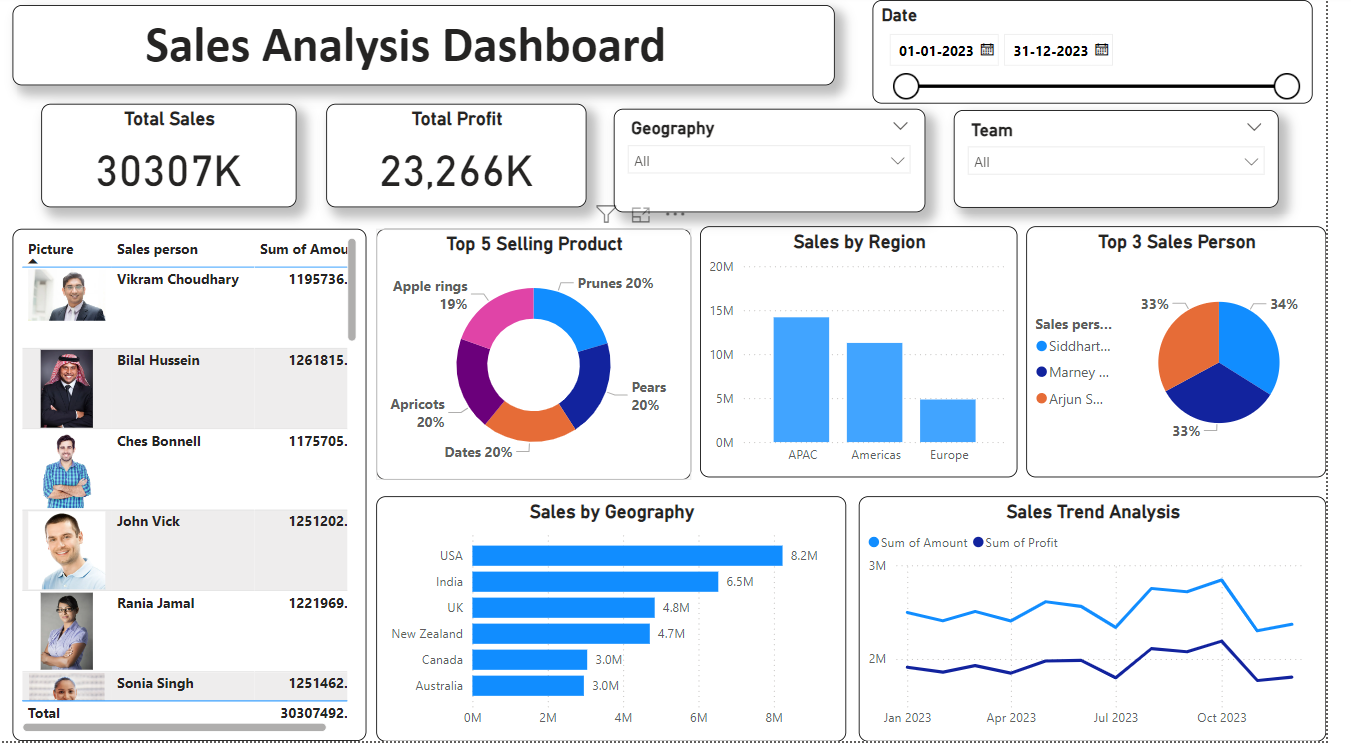 Sales Analysis Dashboard
Date
01-01-2023
31-12-2023
Total Sales
30307K
Total Profit
23,266K
Geography
All
Team
All
Picture Sales person Sum of Amou
Vikram Choudhary 1195736.
Bilal Hussein 1261815.
Ches Bonnell 1175705.
John Vick 1251202.
Rania Jamal 1221969.
Sonia Singh 1251462.
Total 30307492.
Top 5 Selling Product
Prunes 20%
Pears
20%
Dates 20%
Apricots
20%
Apple rings
19%
Sales by Region
20M
15M
10M
5M
0M
APAC Americas Europe
Top 3 Sales Person
Sales pers...
Siddhart...
Marney ...
Arjun S...
33%
34%
33%
Sales by Geography
USA 8.2M
India 6.5M
UK 4.8M
New Zealand 4.7M
Canada 3.0M
Australia 3.0M
0M 2M 4M 6M 8M
Sales Trend Analysis
Sum of Amount Sum of Profit
3M
2M
Jan 2023 Apr 2023 Jul 2023 Oct 2023